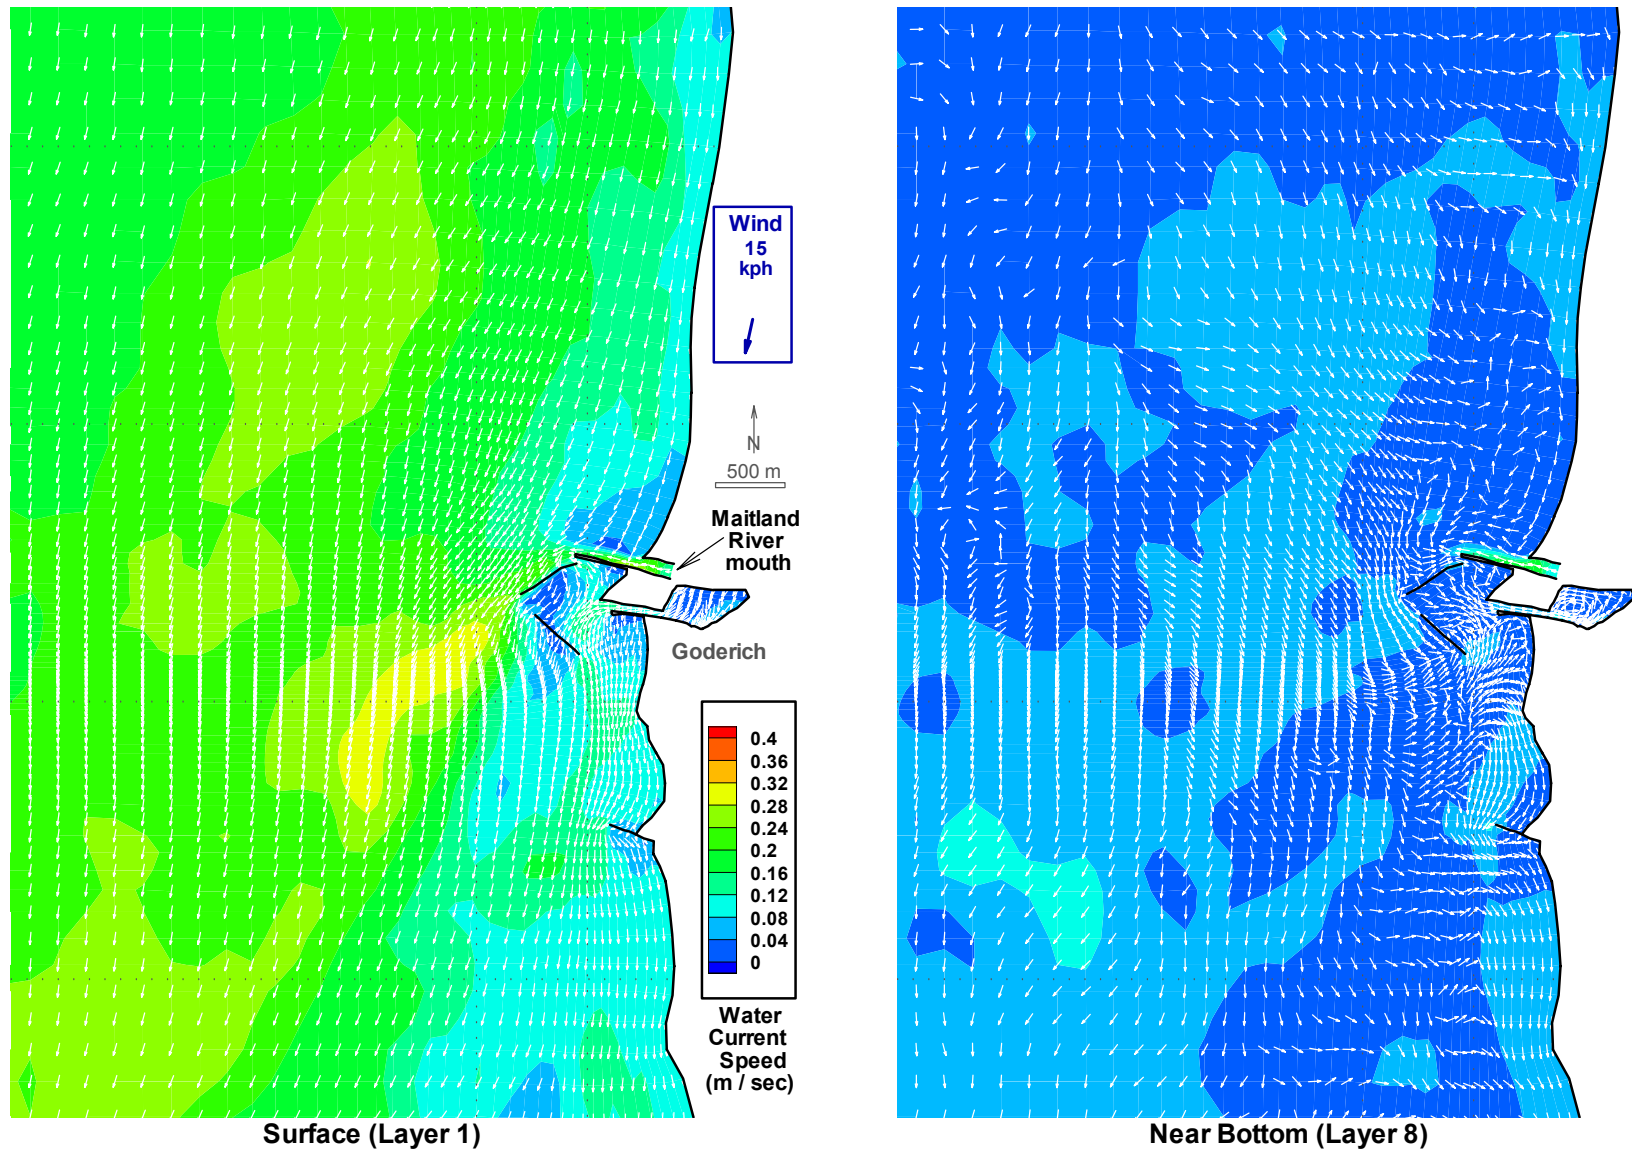 Wind
15
kph
N
500 m
Maitland
River
mouth
Goderich
0.4
0.36
0.32
0.28
0.24
0.2
0.16
0.12
0.08
0.04
0
Water
Current
Speed
(m / sec)
Surface (Layer 1)
Near Bottom (Layer 8)